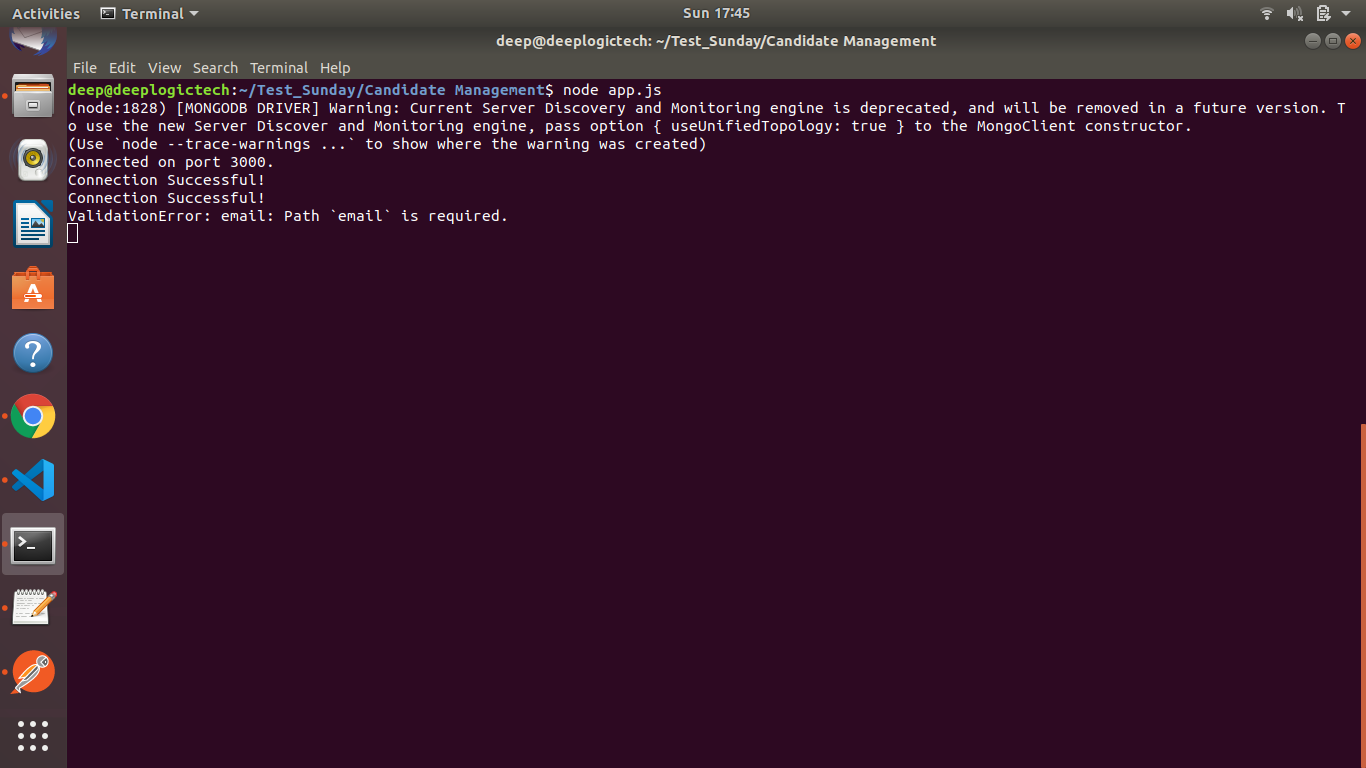 Activities Terminal Sun 17:45
deep@deeplogictech: ~/Test_Sunday/Candidate Management
File Edit View Search Terminal Help
deep@deeplogictech:~/Test_Sunday/Candidate Management$ node app.js
(node:1828) [MONGODB DRIVER] Warning: Current Server Discovery and Monitoring engine is deprecated, and will be removed in a future version. T
o use the new Server Discover and Monitoring engine, pass option { useUnifiedTopology: true } to the MongoClient constructor.
(Use `node --trace-warnings ...` to show where the warning was created)
Connected on port 3000.
Connection Successful!
Connection Successful!
ValidationError: email: Path `email` is required.